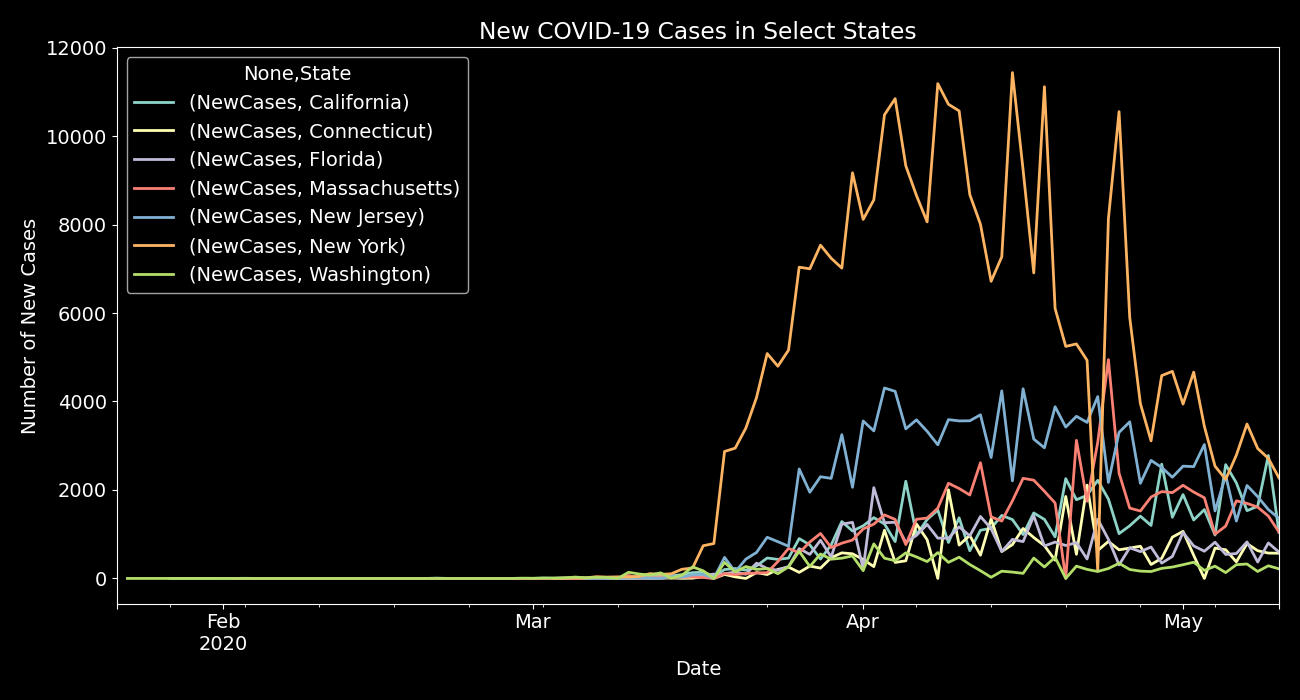 New COVID-19 Cases in Select States
12000
10000
8000
6000
4000
2000
0
Number of New Cases
None,State
(NewCases, California)
(NewCases, Connecticut)
(NewCases, Florida)
(NewCases, Massachusetts)
(NewCases, New Jersey)
(NewCases, New York)
(NewCases, Washington)
Feb
2020
Mar
Apr
May
Date